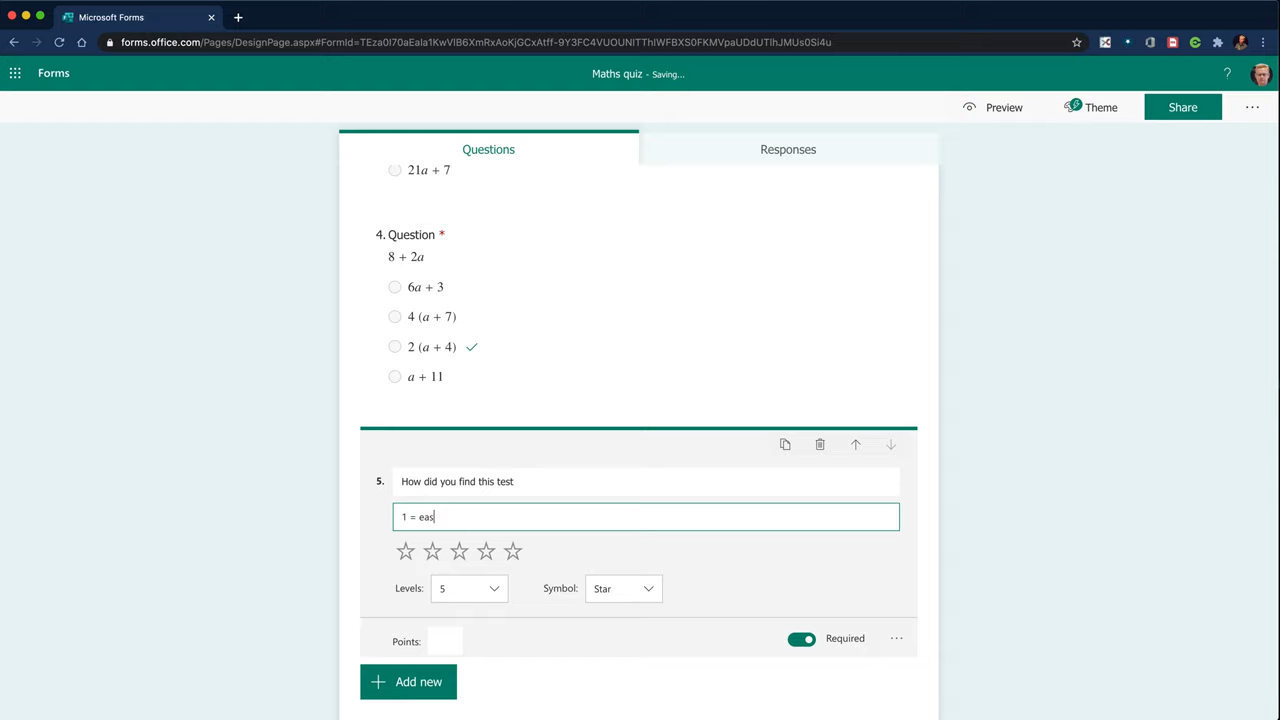 Microsoft Forms
forms.office.com/Pages/DesignPage.aspx#FormId=TEza0I70aEala1KwVlB6XmRxAoKjGCxAtff-9Y3FC4VUOUNITThIWFBXS0FKMVpaUDdUTlhJMUs0Si4u
Forms
Maths quiz - Saving...
?
Preview
Theme
Share
Questions
Responses
21a + 7
4. Question *
8 + 2a
6a + 3
4 (a + 7)
2 (a + 4)
a + 11
5. How did you find this test
1 = eas
Levels: 5
Symbol: Star
Points:
Required
Add new